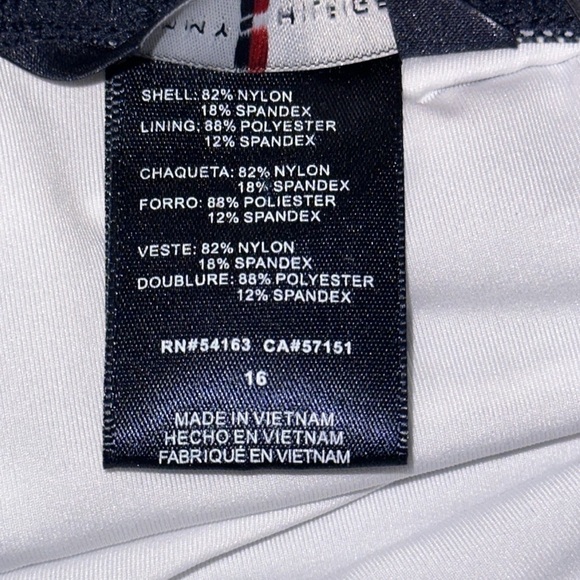 HILFIGER
SHELL: 82% NYLON
18% SPANDEX
LINING: 88% POLYESTER
12% SPANDEX
CHAQUETA: 82% NYLON
18% SPANDEX
FORRO: 88% POLIESTER
12% SPANDEX
VESTE: 82% NYLON
18% SPANDEX
DOUBLURE: 88% POLYESTER
12% SPANDEX
RN#54163 CA#57151
16
MADE IN VIETNAM
HECHO EN VIETNAM
FABRIQUÉ EN VIETNAM